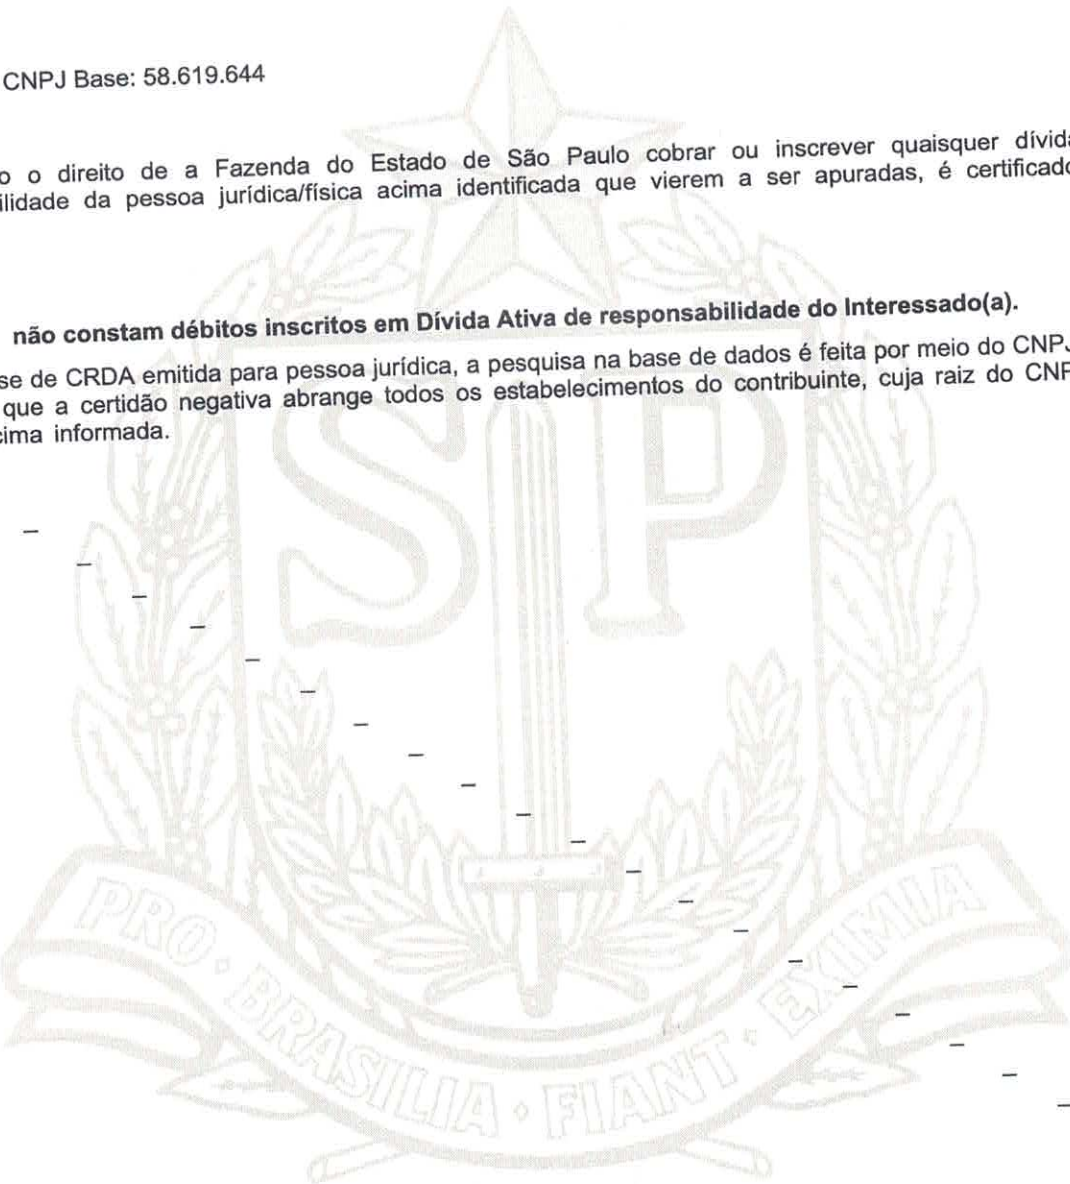 CNPJ Base: 58.619.644
o o direito de a Fazenda do Estado de São Paulo cobrar ou inscrever quaisquer dívida
ilidade da pessoa jurídica/física acima identificada que vierem a ser apuradas, é certificado
não constam débitos inscritos em Dívida Ativa de responsabilidade do Interessado(a).
se de CRDA emitida para pessoa jurídica, a pesquisa na base de dados é feita por meio do CNPJ
que a certidão negativa abrange todos os estabelecimentos do contribuinte, cuja raiz do CNP
cima informada.
SP
PRO · BRASILIA · FIANT · EXIMIA